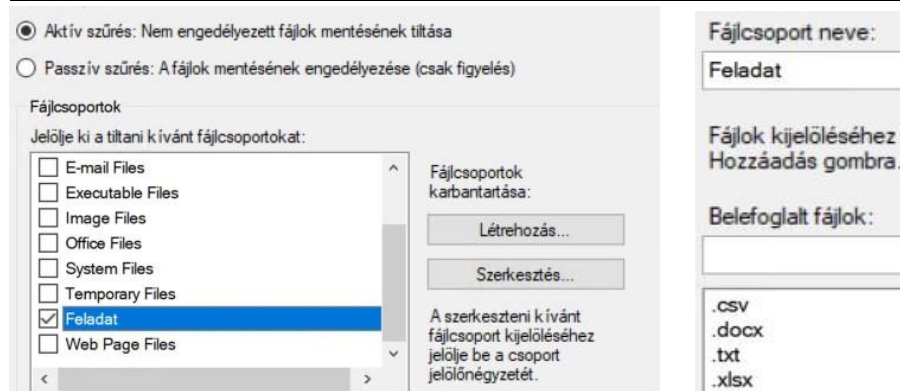 Aktív szűrés: Nem engedélyezett fájlok mentésének tiltása
Passzív szűrés: A fájlok mentésének engedélyezése (csak figyelés)
Fájlcsoportok
Jelölje ki a tiltani kívánt fájlcsoportokat:
E-mail Files
Executable Files
Image Files
Office Files
System Files
Temporary Files
Feladat
Web Page Files
Fájlcsoportok
karbantartása:
Létrehozás...
Szerkesztés...
A szerkeszteni kívánt
fájlcsoport kijelöléséhez
jelölje be a csoport
jelölőnégyzetét.
Fájlcsoport neve:
Feladat
Fájlok kijelöléséhez
Hozzáadás gombra.
Belefoglalt fájlok:
.csv
.docx
.txt
.xlsx